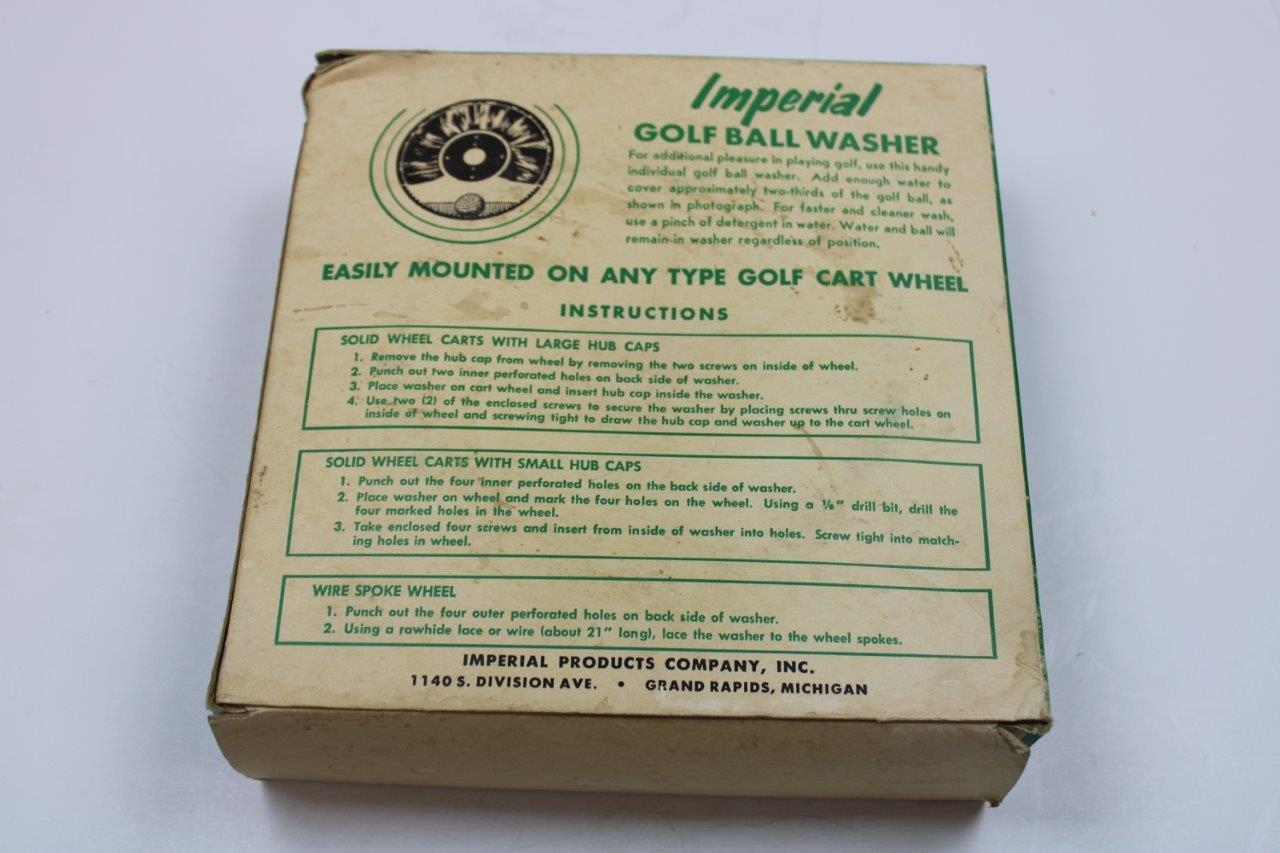 Imperial
GOLF BALL WASHER
For additional pleasure in playing golf, use this handy
individual golf ball washer. Add enough water to
cover approximately two-thirds of the golf ball, as
shown in photograph. For faster and cleaner wash,
use a pinch of detergent in water. Water and ball will
remain in washer regardless of position.
EASILY MOUNTED ON ANY TYPE GOLF CART WHEEL
INSTRUCTIONS
SOLID WHEEL CARTS WITH LARGE HUB CAPS
1. Remove the hub cap from wheel by removing the two screws on inside of wheel.
2. Punch out two inner perforated holes on back side of washer.
3. Place washer on cart wheel and insert hub cap inside the washer.
4. Use two (2) of the enclosed screws to secure the washer by placing screws thru screw holes on
inside of wheel and screwing tight to draw the hub cap and washer up to the cart wheel.
SOLID WHEEL CARTS WITH SMALL HUB CAPS
1. Punch out the four inner perforated holes on the back side of washer.
2. Place washer on wheel and mark the four holes on the wheel. Using a ⅛" drill bit, drill the
four marked holes in the wheel.
3. Take enclosed four screws and insert from inside of washer into holes. Screw tight into match-
ing holes in wheel.
WIRE SPOKE WHEEL
1. Punch out the four outer perforated holes on back side of washer.
2. Using a rawhide lace or wire (about 21" long), lace the washer to the wheel spokes.
IMPERIAL PRODUCTS COMPANY, INC.
1140 S. DIVISION AVE. • GRAND RAPIDS, MICHIGAN